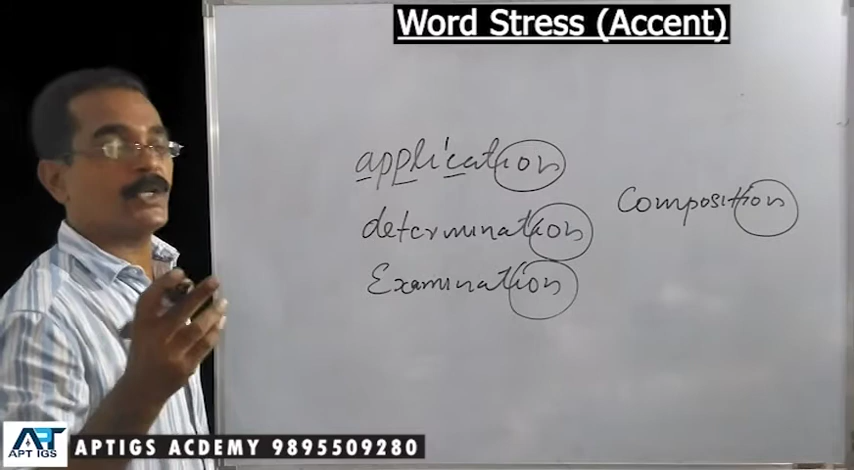 Word Stress (Accent)
application
composition
determination
Examination
APT IGS
APTIGS ACDEMY 9895509280